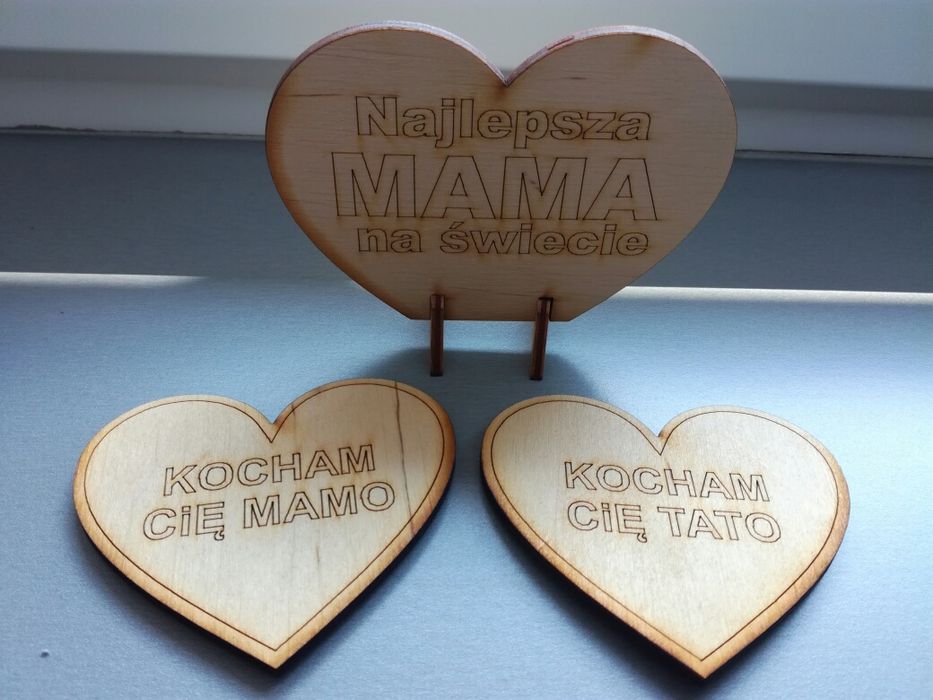 Najlepsza
MAMA
na świecie
KOCHAM
CiĘ MAMO
KOCHAM
CiĘ TATO